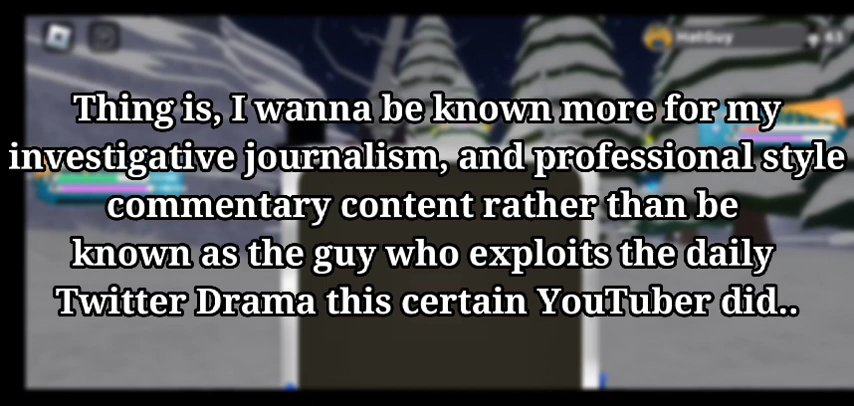 HatGuy
Thing is, I wanna be known more for my
investigative journalism, and professional style
commentary content rather than be
known as the guy who exploits the daily
Twitter Drama this certain YouTuber did..